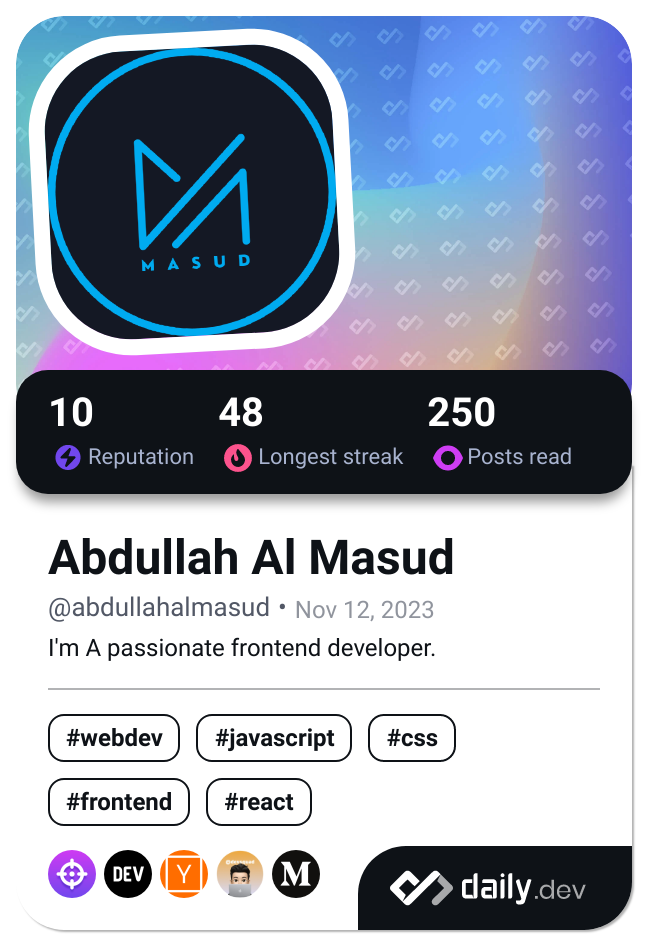 MASUD
10 48 250
Reputation Longest streak Posts read
Abdullah Al Masud
@abdullahalmasud • Nov 12, 2023
I'm A passionate frontend developer.
#webdev #javascript #css
#frontend #react
DEV Y M
daily.dev